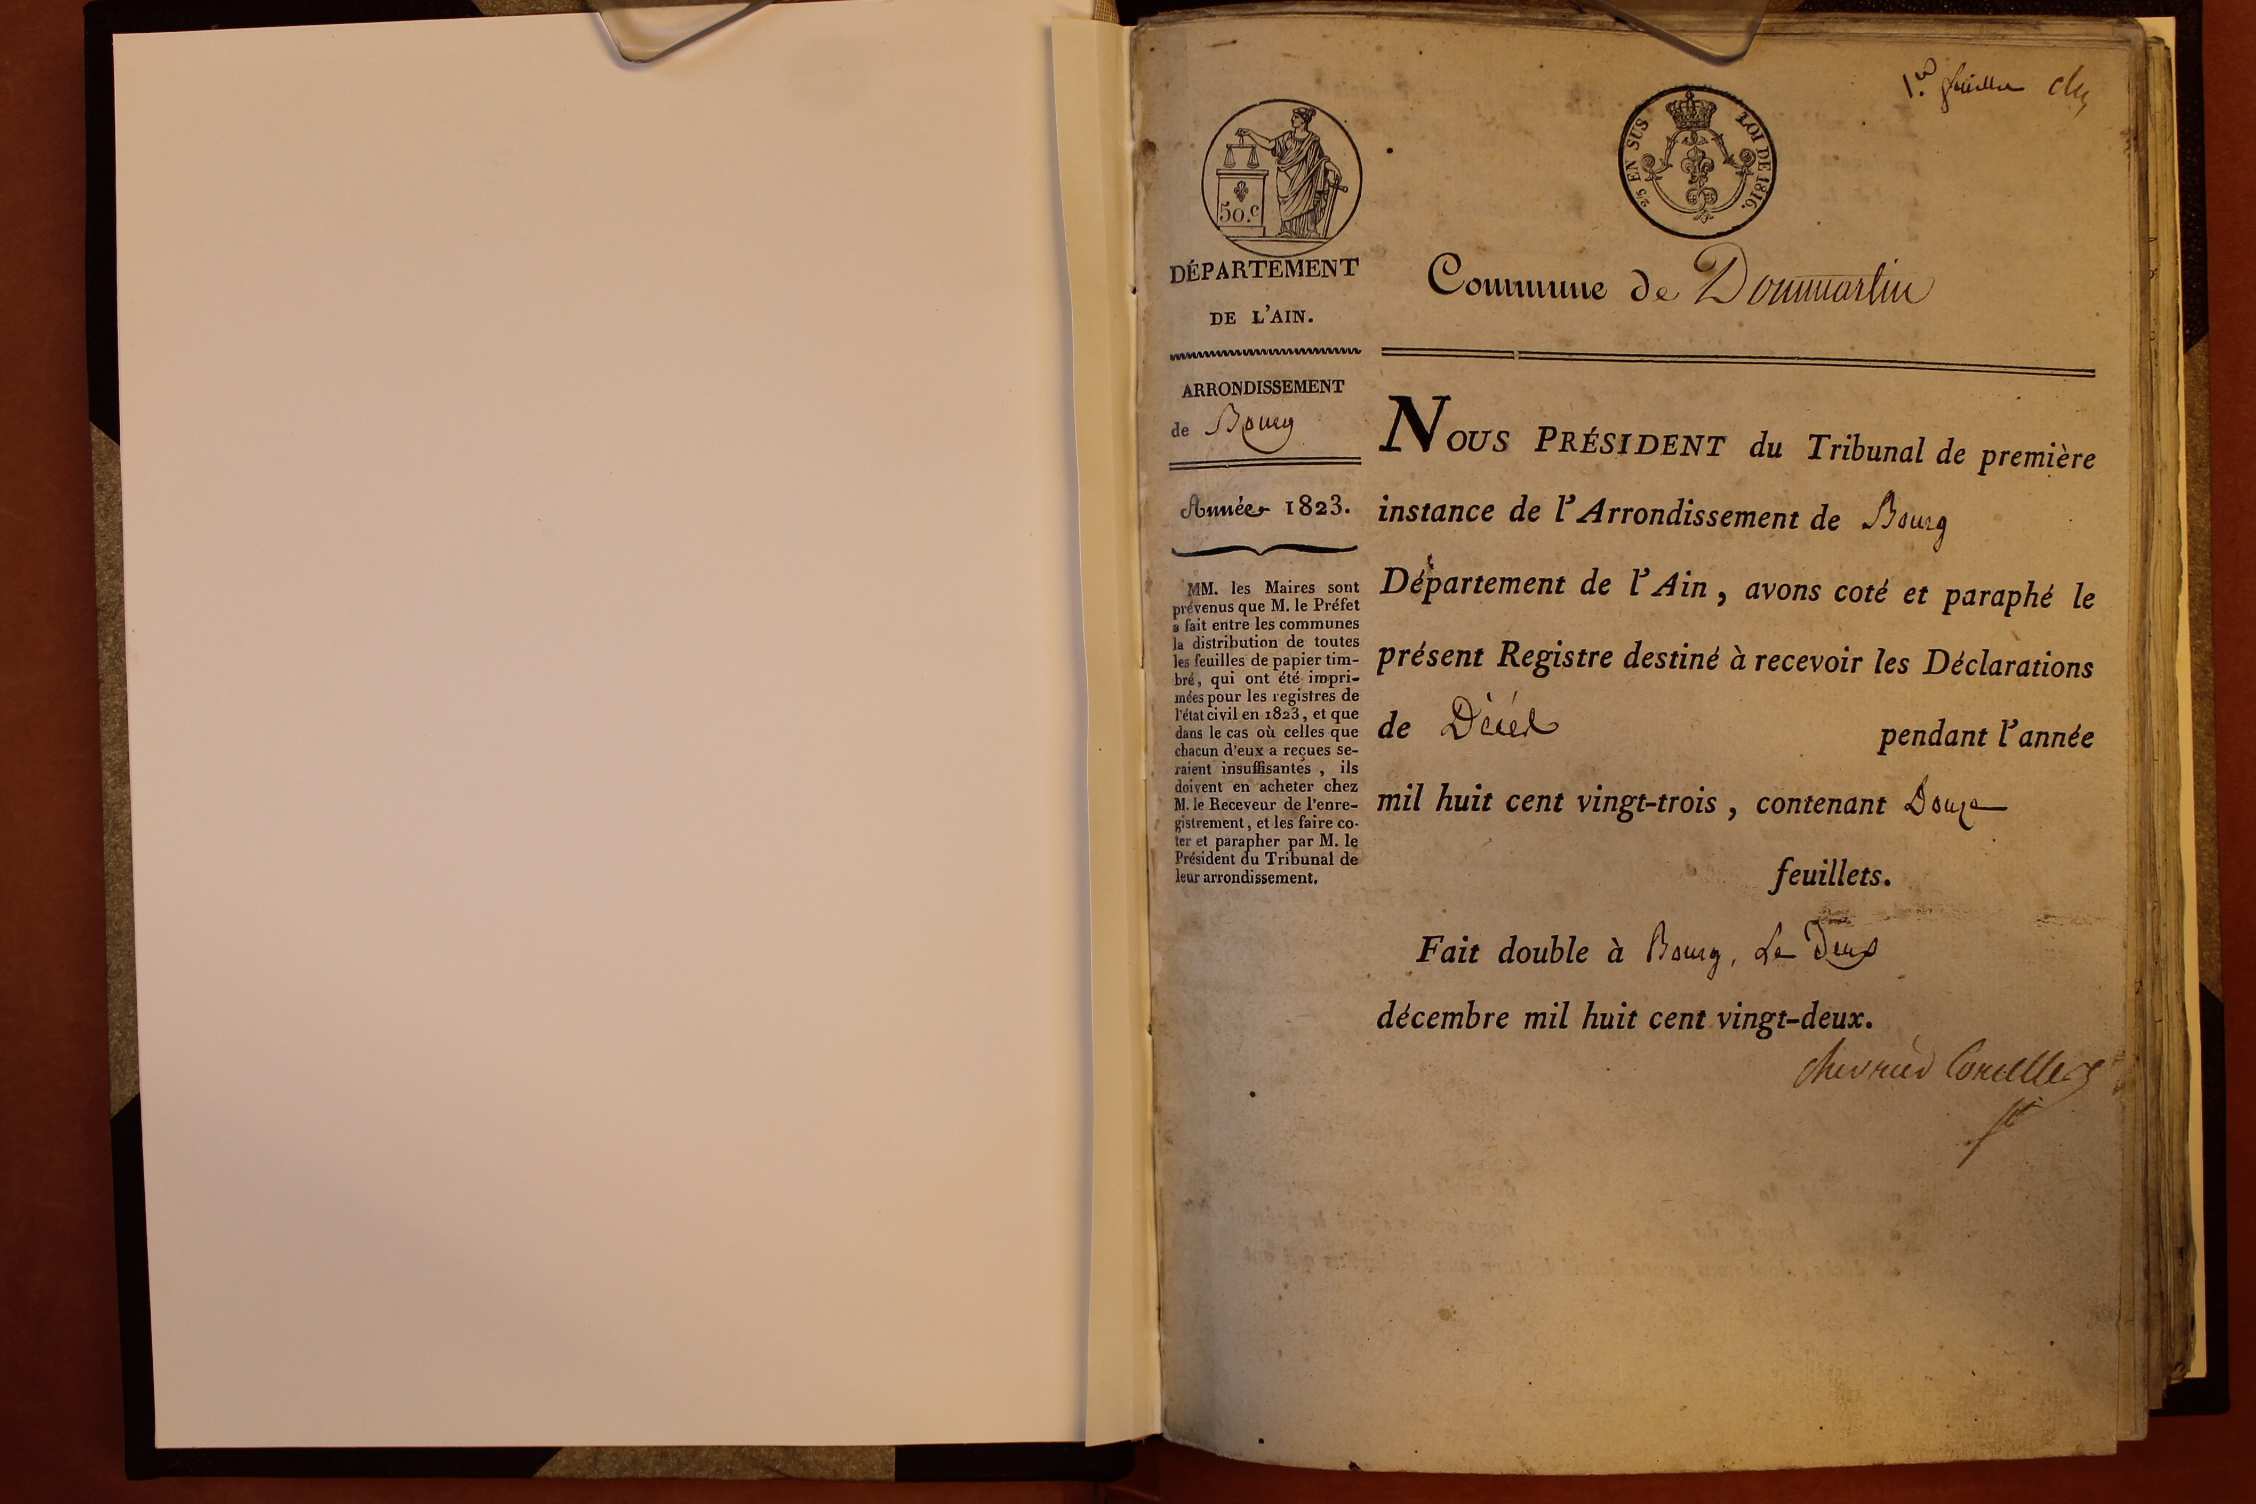 1er feuillet
50.c
2/5 EN SUS LOI DE 1816.
DÉPARTEMENT
DE L'AIN.
ARRONDISSEMENT
de Bourg
Année 1823.
MM. les Maires sont
prévenus que M. le Préfet
a fait entre les communes
la distribution de toutes
les feuilles de papier tim-
bré, qui ont été impri-
mées pour les registres de
l'état civil en 1823, et que
dans le cas où celles que
chacun d'eux a reçues se-
raient insuffisantes, ils
doivent en acheter chez
M. le Receveur de l'enre-
gistrement, et les faire co-
ter et parapher par M. le
Président du Tribunal de
leur arrondissement.
Commune de Dommartin
NOUS PRÉSIDENT du Tribunal de première
instance de l'Arrondissement de Bourg
Département de l'Ain, avons coté et paraphé le
présent Registre destiné à recevoir les Déclarations
de Décès pendant l'année
mil huit cent vingt-trois, contenant Douze
feuillets.
Fait double à Bourg, Le Deux
décembre mil huit cent vingt-deux.